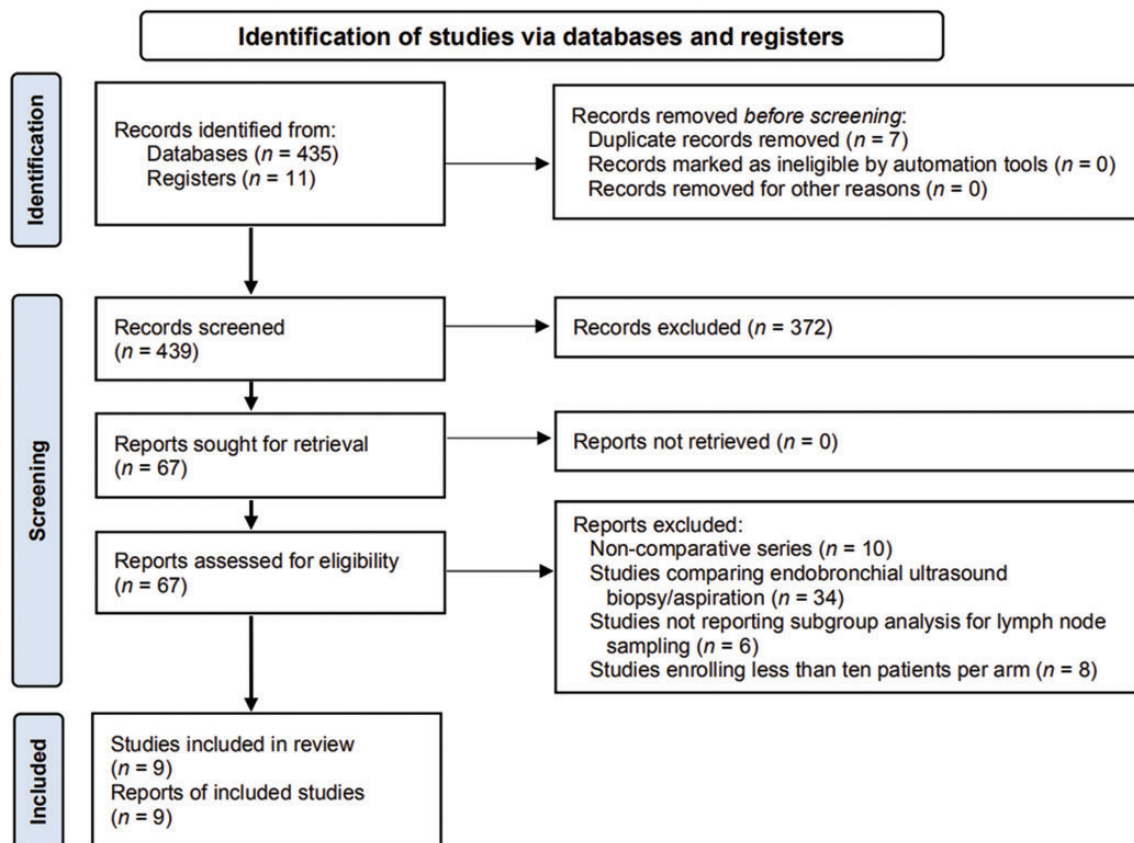 Identification of studies via databases and registers
Identification
Records identified from:
Databases (n = 435)
Registers (n = 11)
Records removed before screening:
Duplicate records removed (n = 7)
Records marked as ineligible by automation tools (n = 0)
Records removed for other reasons (n = 0)
Screening
Records screened
(n = 439)
Records excluded (n = 372)
Reports sought for retrieval
(n = 67)
Reports not retrieved (n = 0)
Reports assessed for eligibility
(n = 67)
Reports excluded:
Non-comparative series (n = 10)
Studies comparing endobronchial ultrasound
biopsy/aspiration (n = 34)
Studies not reporting subgroup analysis for lymph node
sampling (n = 6)
Studies enrolling less than ten patients per arm (n = 8)
Included
Studies included in review
(n = 9)
Reports of included studies
(n = 9)